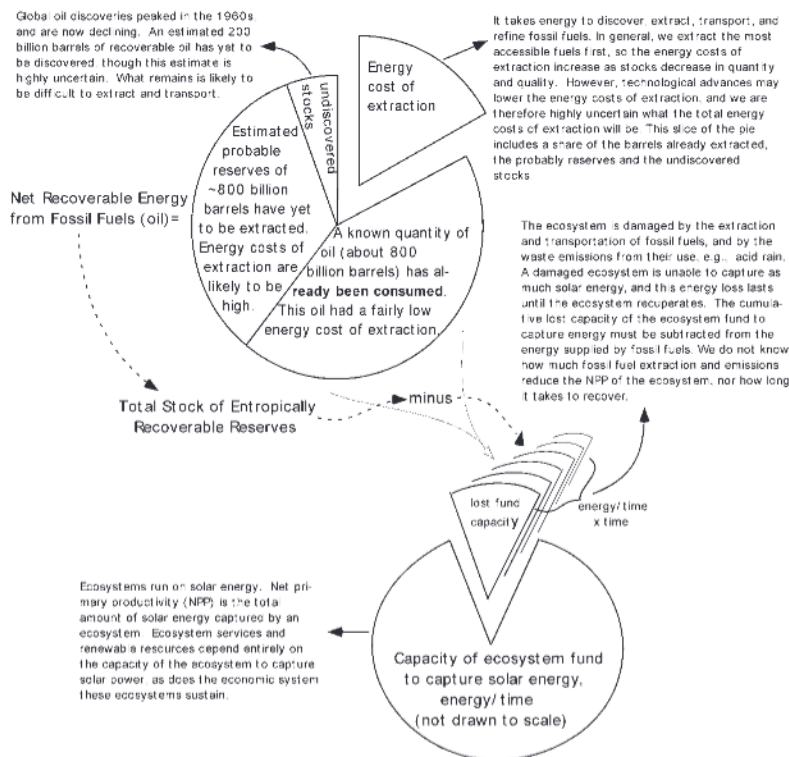 Global oil discoveries peaked in the 1960s
and are now declining. An estimated 200
billion barrels of recoverable oil has yet to
be discovered, though this estimate is
highly uncertain. What remains is likely to
be difficult to extract and transport.
It takes energy to discover, extract, transport, and
refine fossil fuels. In general, we extract the most
accessible fuels first, so the energy costs of
extraction increase as stocks decrease in quantity
and quality. However, technological advances may
lower the energy costs of extraction, and we are
therefore highly uncertain what the total energy
costs of extraction will be. This slice of the pie
includes a share of the barrels already extracted,
the probably reserves and the undiscovered
stocks
Energy
cost of
extraction
undiscovered
stocks
Estimated
probable
reserves of
~800 billion
barrels have yet
to be extracted.
Energy costs of
extraction are
likely to be
high.
Net Recoverable Energy
from Fossil Fuels (oil)=
A known quantity of
oil (about 800
billion barrels) has al-
ready been consumed.
This oil had a fairly low
energy cost of extraction.
The ecosystem is damaged by the extraction
and transportation of fossil fuels, and by the
waste emissions from their use, e.g., acid rain.
A damaged ecosystem is unable to capture as
much solar energy, and this energy loss lasts
until the ecosystem recuperates. The cumula-
tive lost capacity of the ecosystem fund to
capture energy must be subtracted from the
energy supplied by fossil fuels. We do not know
how much fossil fuel extraction and emissions
reduce the NPP of the ecosystem, nor how long
it takes to recover.
Total Stock of Entropically
Recoverable Reserves
minus
lost fund
capacity
energy/time
x time
Ecosystems run on solar energy. Net pri-
mary productivity (NPP) is the total
amount of solar energy captured by an
ecosystem Ecosystem services and
renewable resources depend entirely on
the capacity of the ecosystem to capture
solar power, as does the economic system
these ecosystems sustain.
Capacity of ecosystem fund
to capture solar energy,
energy/time
(not drawn to scale)